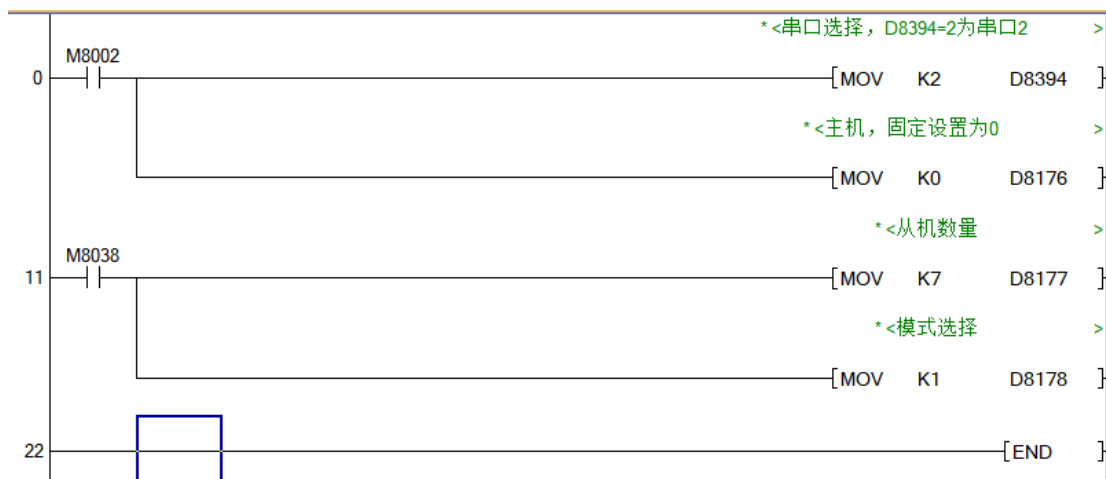 *<串口选择，D8394=2为串口2 >
M8002
0 [MOV K2 D8394 ]
*<主机，固定设置为0 >
[MOV K0 D8176 ]
*<从机数量 >
M8038
11 [MOV K7 D8177 ]
*<模式选择 >
[MOV K1 D8178 ]
22 [END ]